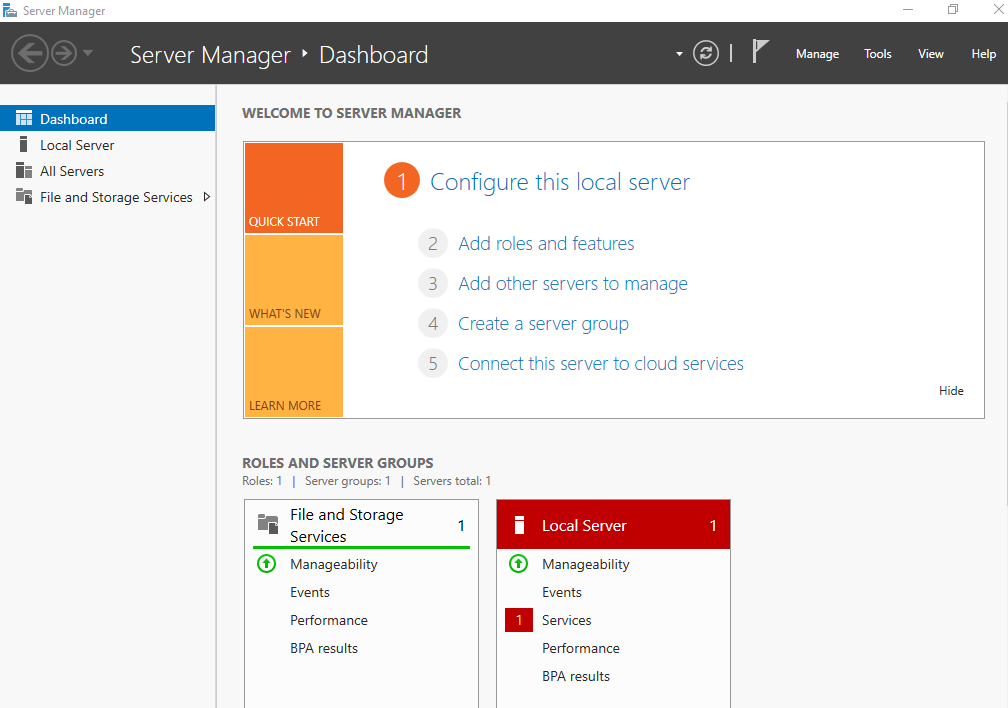 Server Manager
Server Manager ‣ Dashboard
Manage
Tools
View
Help
Dashboard
Local Server
All Servers
File and Storage Services
WELCOME TO SERVER MANAGER
QUICK START
WHAT'S NEW
LEARN MORE
1 Configure this local server
2 Add roles and features
3 Add other servers to manage
4 Create a server group
5 Connect this server to cloud services
Hide
ROLES AND SERVER GROUPS
Roles: 1 | Server groups: 1 | Servers total: 1
File and Storage
Services
1
Manageability
Events
Performance
BPA results
Local Server 1
Manageability
Events
1 Services
Performance
BPA results